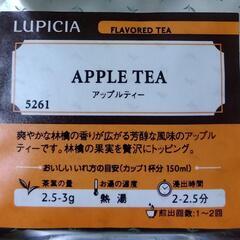 LUPICIA
FLAVORED TEA
APPLE TEA
アップルティー
5261
爽やかな林檎の香りが広がる芳醇な風味のアップル
ティーです。林檎の果実を贅沢にトッピング。
おいしいいれ方の目安(カップ1杯分 150ml)
茶葉の量 お湯の温度 浸出時間
2.5-3g 熱湯 2-2.5分
煎出回数:1~2回